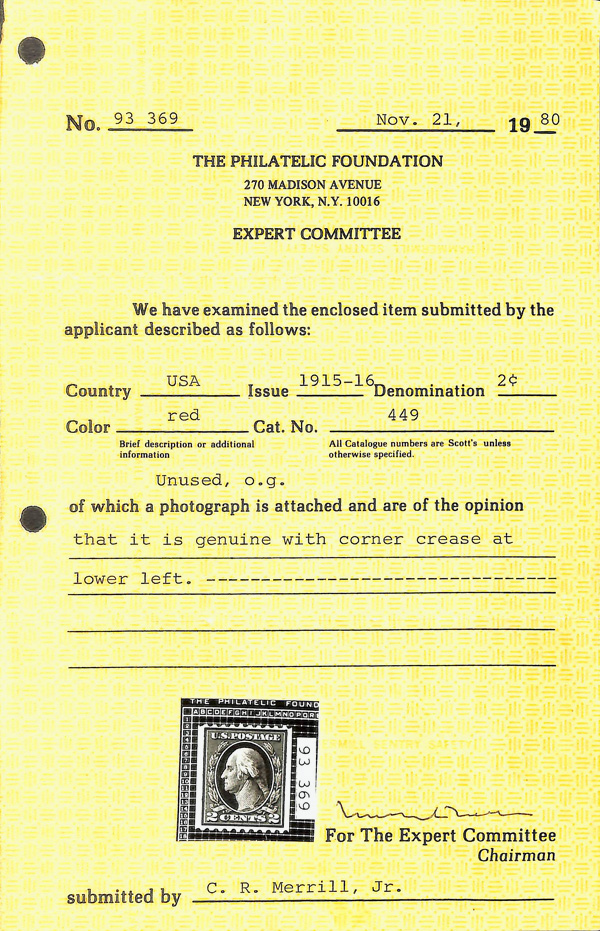 No. 93 369 Nov. 21, 19 80
THE PHILATELIC FOUNDATION
270 MADISON AVENUE
NEW YORK, N.Y. 10016
EXPERT COMMITTEE
We have examined the enclosed item submitted by the
applicant described as follows:
Country USA Issue 1915-16 Denomination 2¢
Color red Cat. No. 449
Brief description or additional
information
All Catalogue numbers are Scott's unless
otherwise specified.
Unused, o.g.
of which a photograph is attached and are of the opinion
that it is genuine with corner crease at
lower left. --------------------------------
THE PHILATELIC FOUND
ABCDEFGHIJKLMNOPQR
U.S. POSTAGE
93 369
2 CENTS 2
For The Expert Committee
Chairman
submitted by C. R. Merrill, Jr.